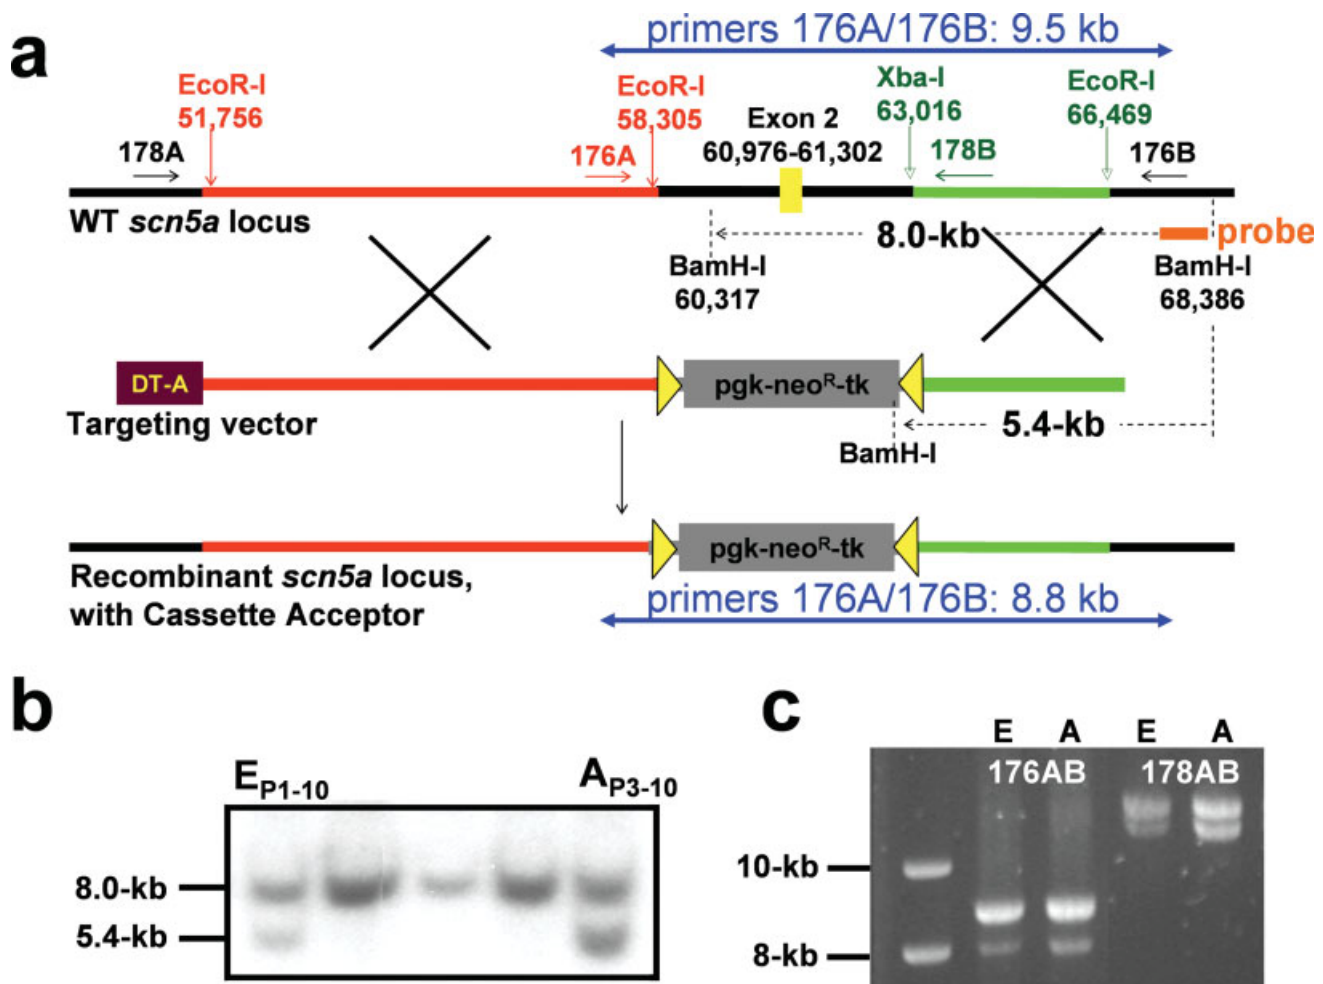 a
primers 176A/176B: 9.5 kb
EcoR-I
51,756
EcoR-I
58,305
Xba-I
63,016
EcoR-I
66,469
Exon 2
60,976-61,302
178A
176A
178B
176B
WT scn5a locus
8.0-kb
probe
BamH-I
60,317
BamH-I
68,386
DT-A
pgk-neoR-tk
Targeting vector
5.4-kb
BamH-I
pgk-neoR-tk
Recombinant scn5a locus,
with Cassette Acceptor
primers 176A/176B: 8.8 kb
b
EP1-10
AP3-10
8.0-kb
5.4-kb
c
E A E A
176AB 178AB
10-kb
8-kb